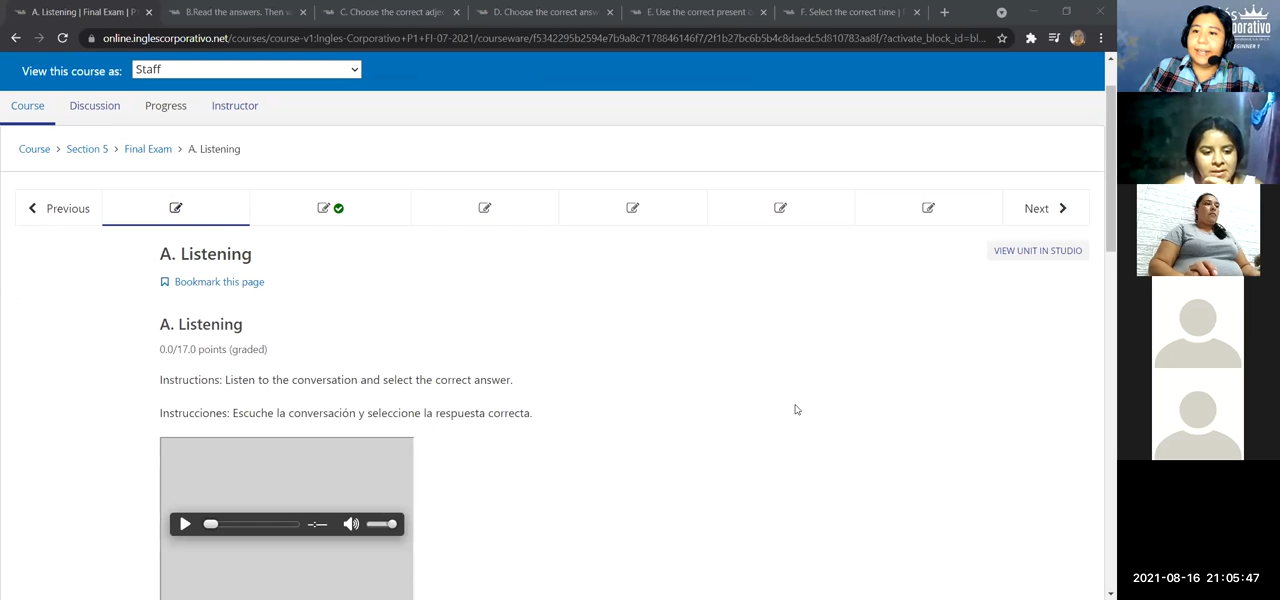 A. Listening | Final Exam | P
B.Read the answers. Then w
C. Choose the correct adje
D. Choose the correct answ
E. Use the correct present c
F. Select the correct time |
online.inglescorporativo.net/courses/course-v1:Ingles-Corporativo+P1+FI-07-2021/courseware/f5342295b2594e7b9a8c7178846146f7/2f1b27bc6b5b4c8daedc5d810783aa8f/?activate_block_id=bl...
View this course as:
Staff
Course
Discussion
Progress
Instructor
Course > Section 5 > Final Exam > A. Listening
Previous
Next
A. Listening
VIEW UNIT IN STUDIO
Bookmark this page
A. Listening
0.0/17.0 points (graded)
Instructions: Listen to the conversation and select the correct answer.
Instrucciones: Escuche la conversación y seleccione la respuesta correcta.
-:--
2021-08-16 21:05:47